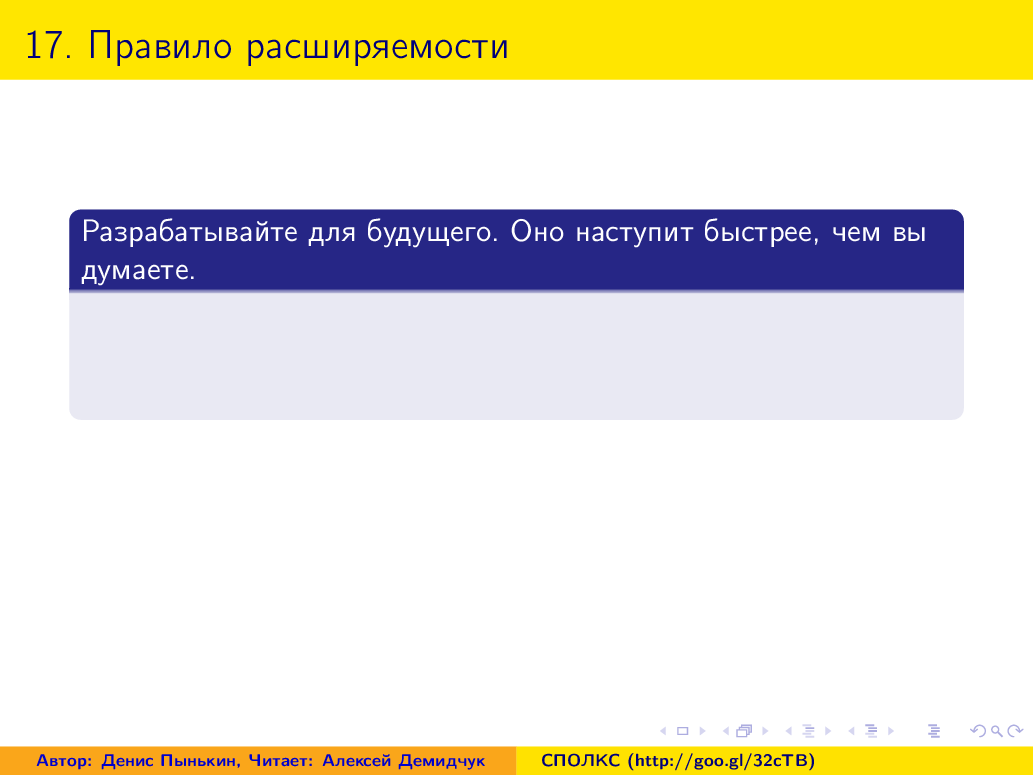 17. Правило расширяемости
Разрабатывайте для будущего. Оно наступит быстрее, чем вы
думаете.
Автор: Денис Пынькин, Читает: Алексей Демидчук
СПОЛКС (http://goo.gl/32cTB)